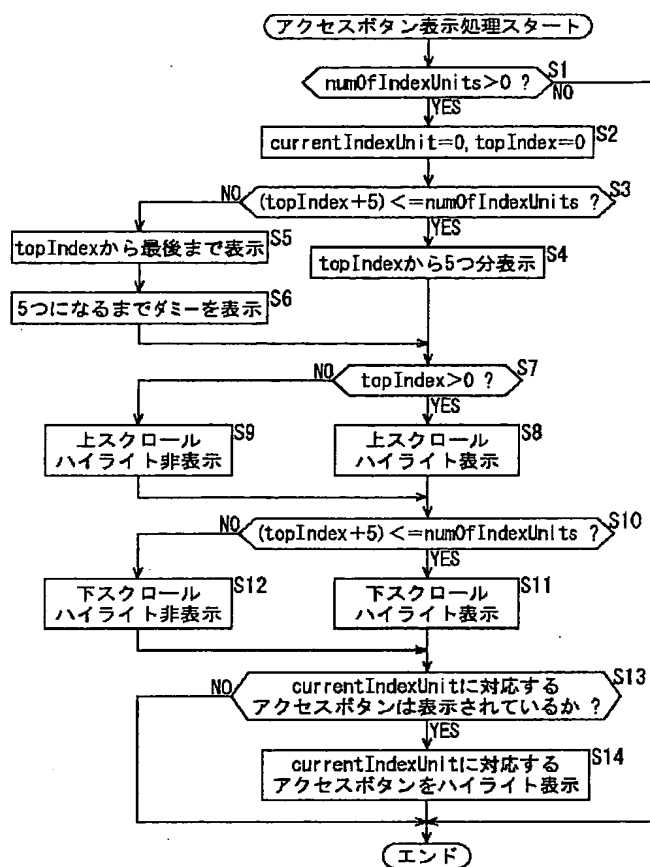 アクセスボタン表示処理スタート
S1
numOfIndexUnits>0 ?
NO
YES
S2
currentIndexUnit=0, topIndex=0
S3
NO
(topIndex+5) <=numOfIndexUnits ?
YES
S5
topIndexから最後まで表示
S4
topIndexから5つ分表示
S6
5つになるまでダミーを表示
S7
NO
topIndex>0 ?
YES
S9
上スクロール
ハイライト非表示
S8
上スクロール
ハイライト表示
S10
NO
(topIndex+5) <=numOfIndexUnits ?
YES
S12
下スクロール
ハイライト非表示
S11
下スクロール
ハイライト表示
S13
NO
currentIndexUnitに対応する
アクセスボタンは表示されているか ?
YES
S14
currentIndexUnitに対応する
アクセスボタンをハイライト表示
エンド